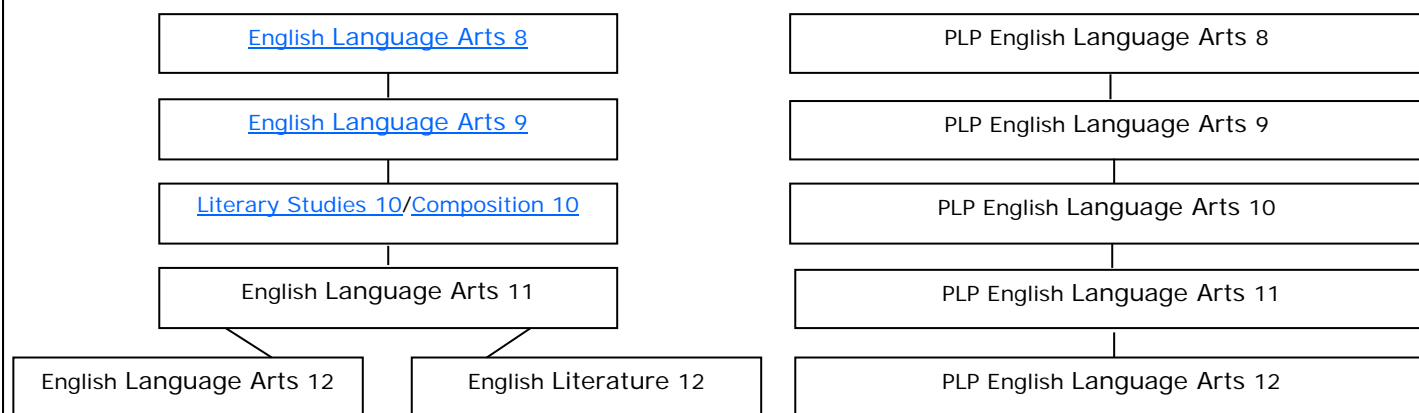 English Language Arts 8
PLP English Language Arts 8
English Language Arts 9
PLP English Language Arts 9
Literary Studies 10/Composition 10
PLP English Language Arts 10
English Language Arts 11
PLP English Language Arts 11
English Language Arts 12
English Literature 12
PLP English Language Arts 12